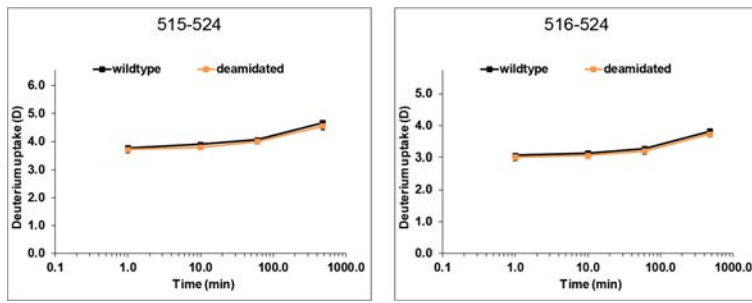 515-524
wildtype deamidated
Deuterium uptake (D)
6.0
5.0
4.0
3.0
2.0
1.0
0.0
0.1 1.0 10.0 100.0 1000.0
Time (min)
516-524
wildtype deamidated
Deuterium uptake (D)
5.0
4.0
3.0
2.0
1.0
0.0
0.1 1.0 10.0 100.0 1000.0
Time (min)